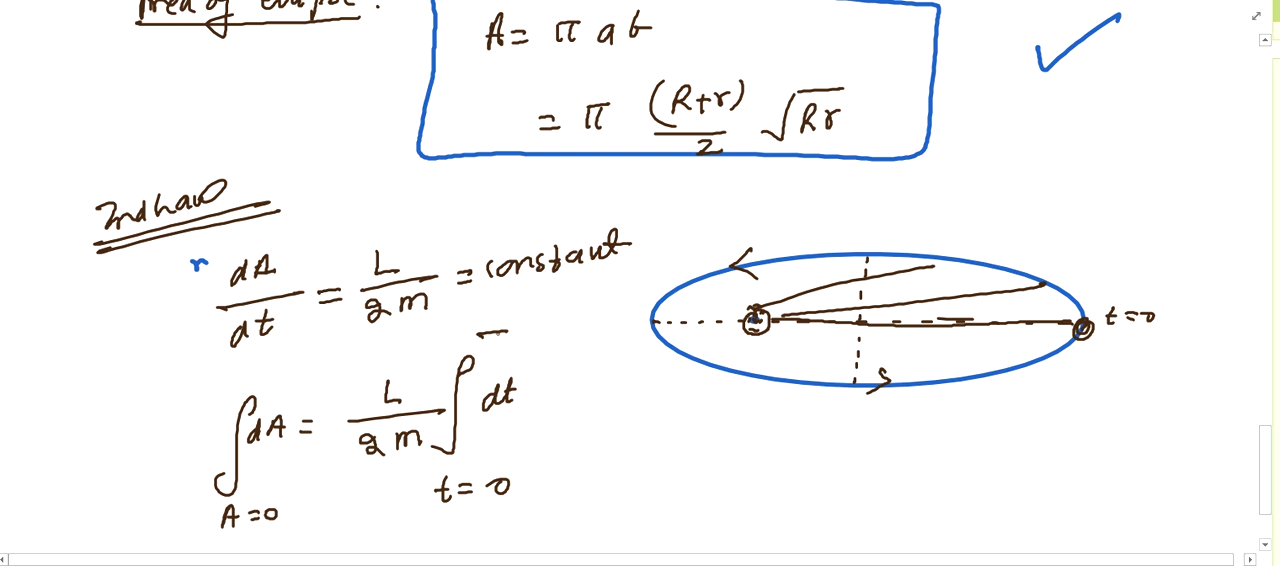 Area of ellipse :
A = π a b
= π (R+r)/2 √Rr
2nd Law
r dA/dt = L/2m = constant
t=0
∫dA = L/2m ∫dt
A=0 t=0